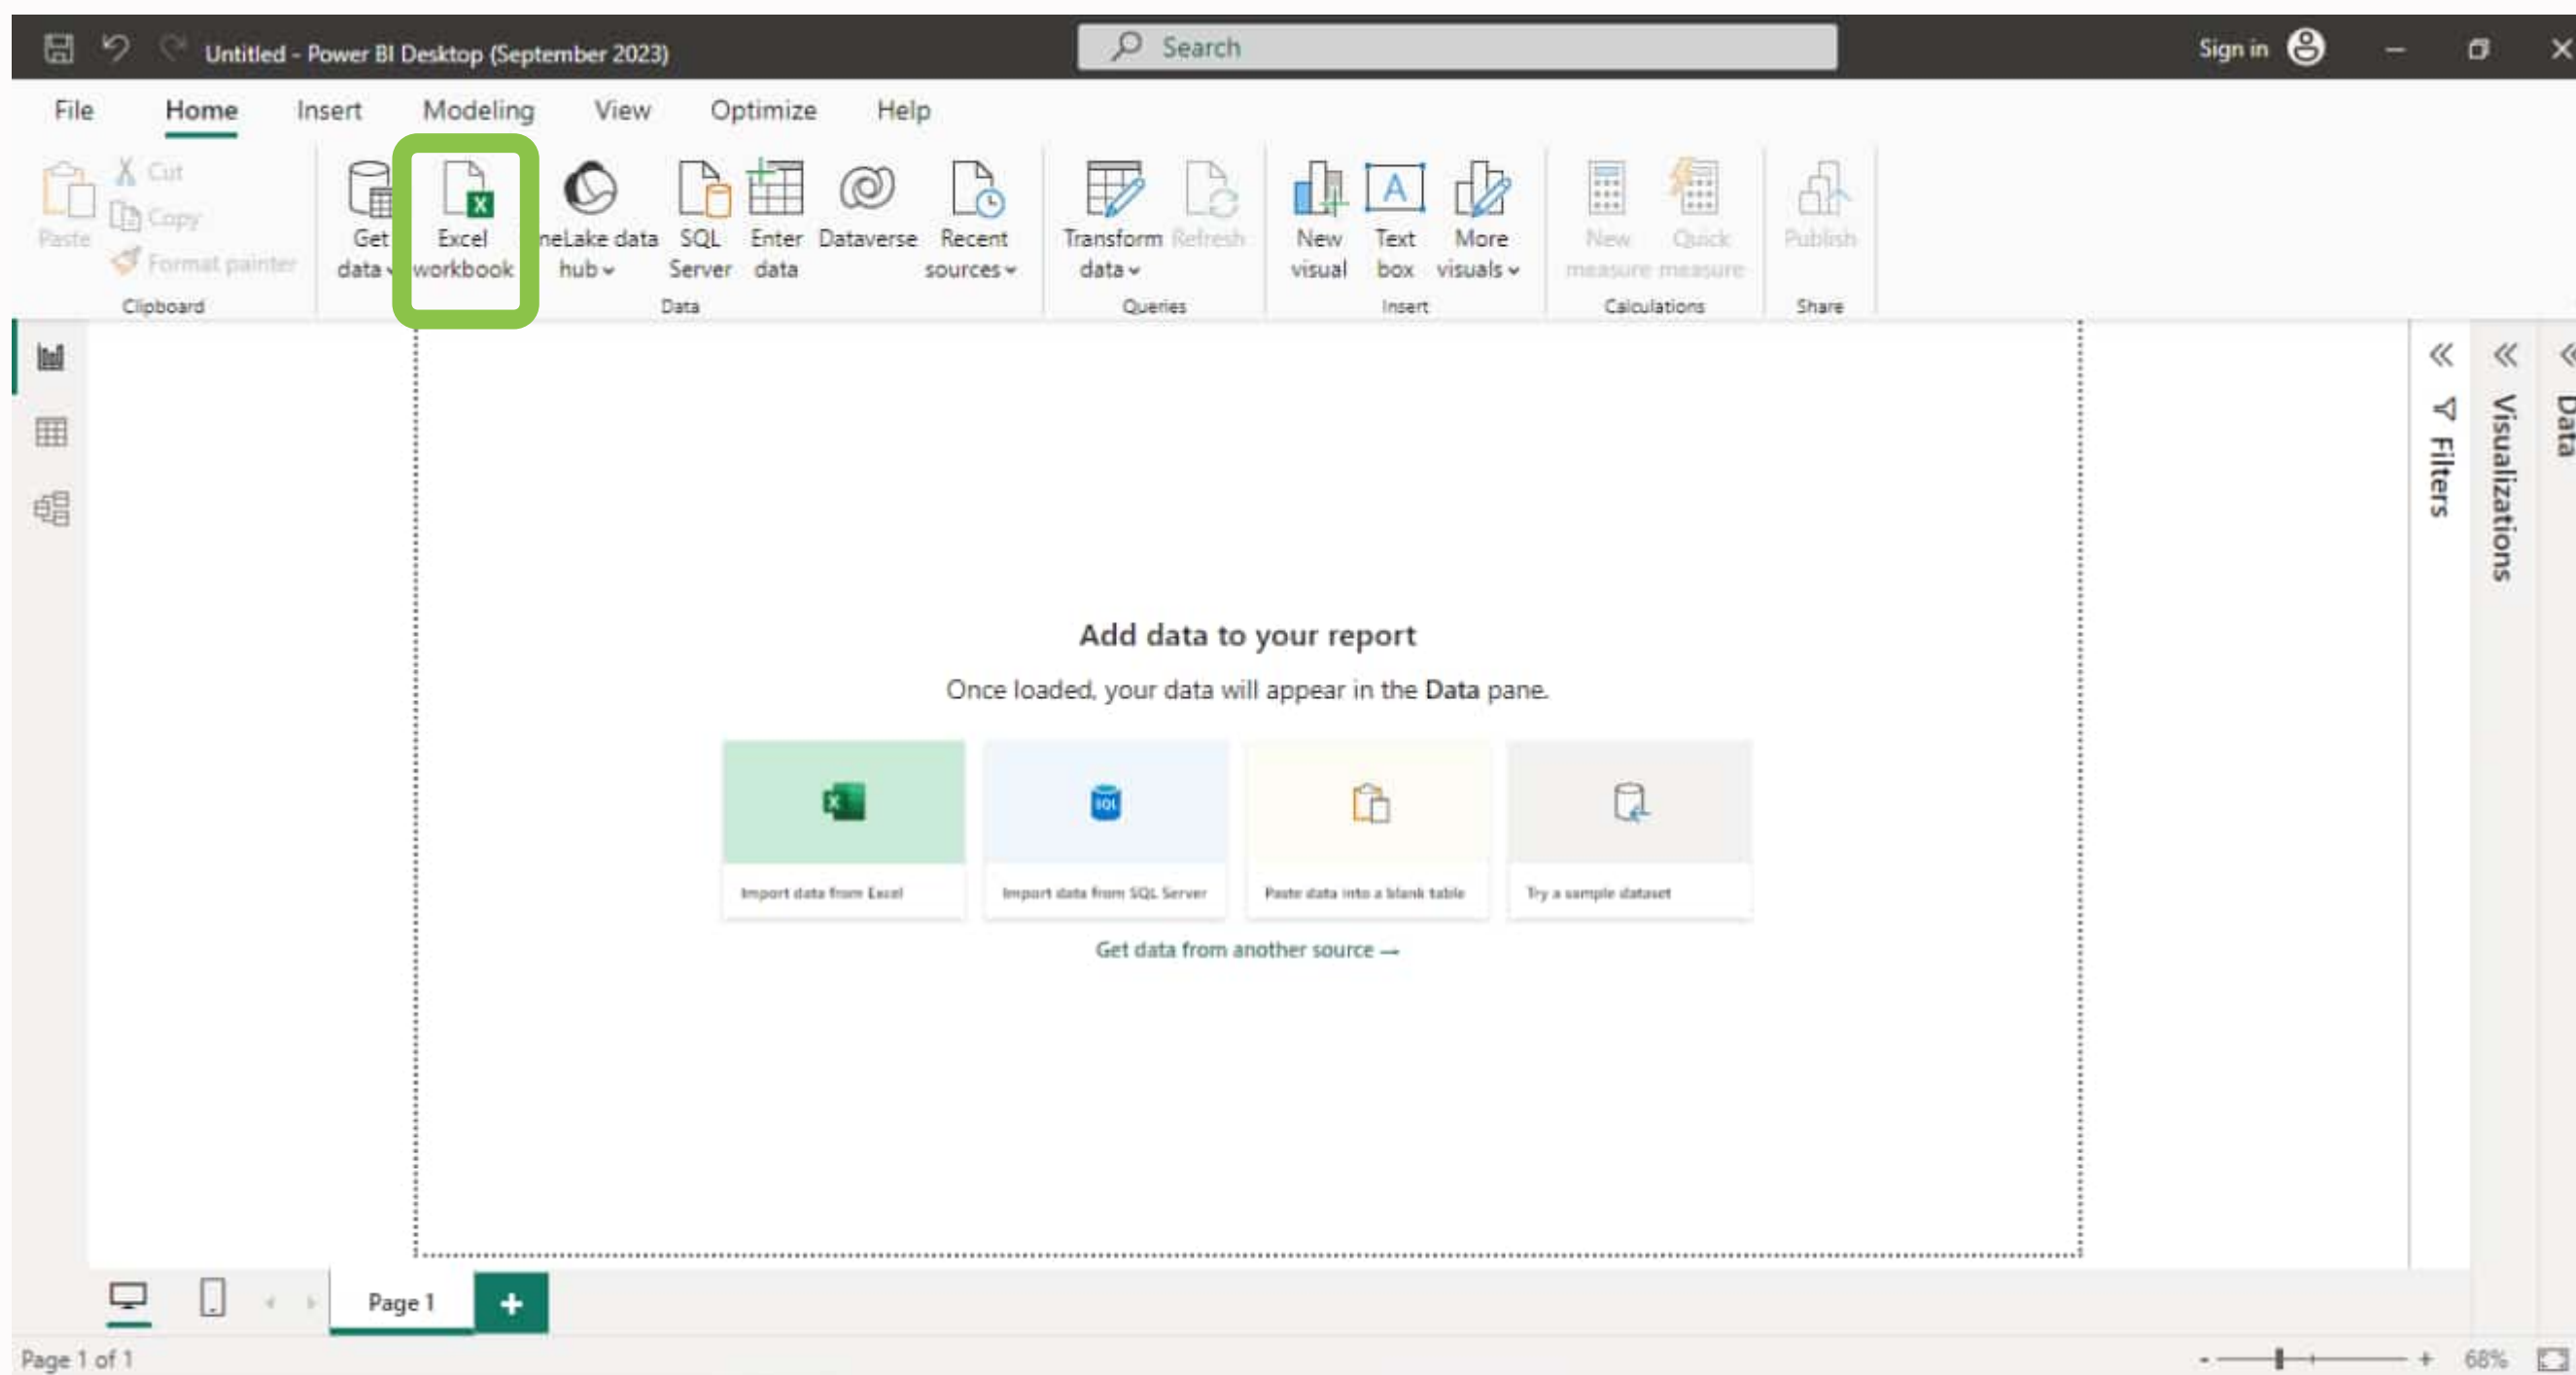 Untitled - Power BI Desktop (September 2023)
Search
Sign in
File Home Insert Modeling View Optimize Help
Paste
Cut
Copy
Format painter
Clipboard
Get data
Excel workbook
neLake data hub
SQL Server
Enter data
Dataverse
Recent sources
Data
Transform data
Refresh
Queries
New visual
Text box
More visuals
Insert
New measure
Quick measure
Calculations
Publish
Share
Filters
Visualizations
Data
Add data to your report
Once loaded, your data will appear in the Data pane.
SQL
Import data from Excel
Import data from SQL Server
Paste data into a blank table
Try a sample dataset
Get data from another source →
Page 1
Page 1 of 1
- + 68%